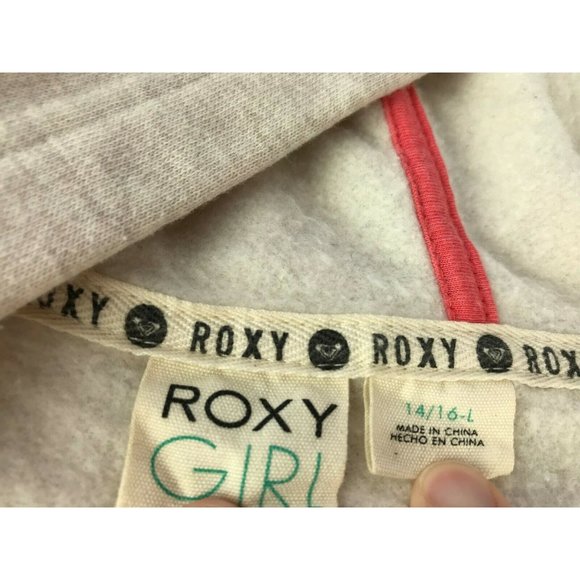 ROXY ROXY ROXY ROX
ROXY
GIRL
14/16-L
MADE IN CHINA
HECHO EN CHINA